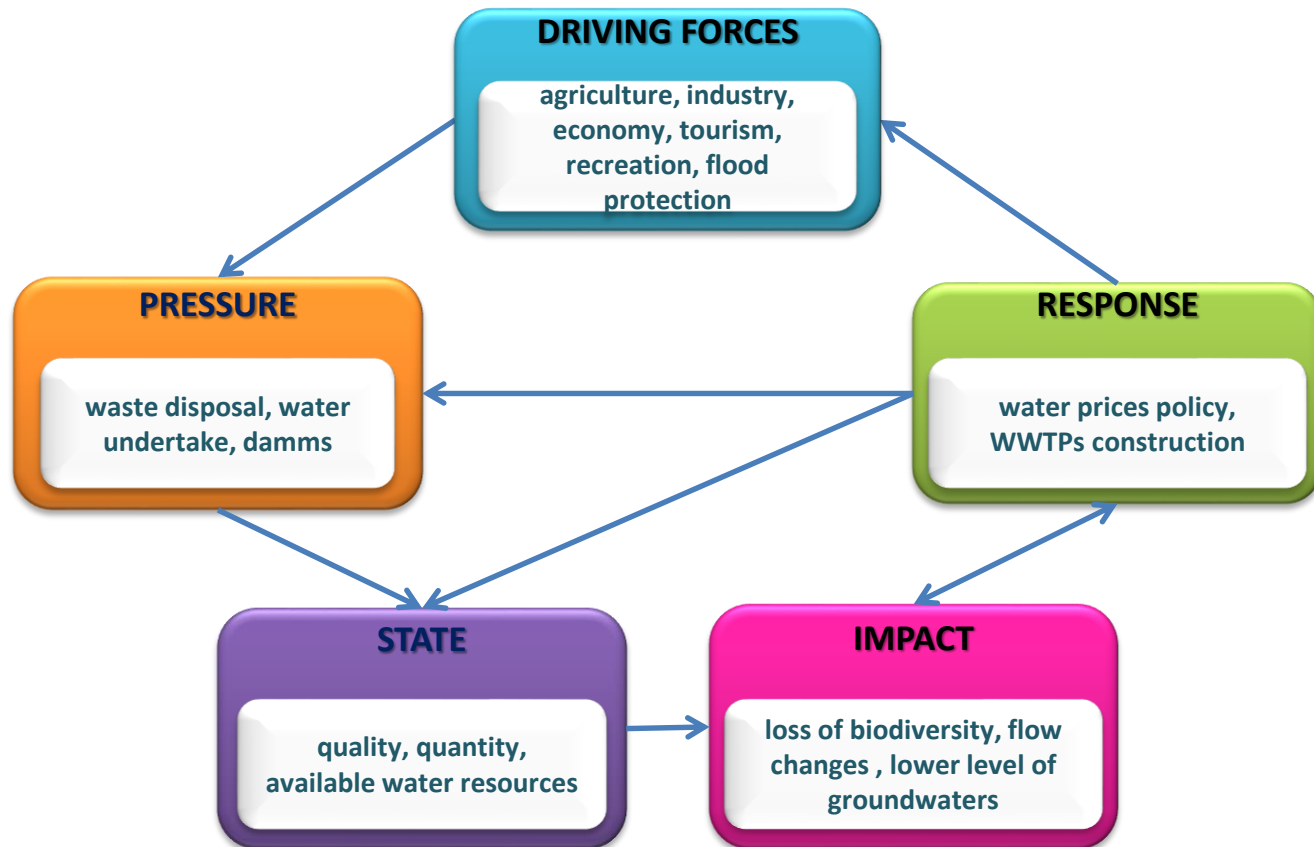 DRIVING FORCES
agriculture, industry,
economy, tourism,
recreation, flood
protection
PRESSURE
waste disposal, water
undertake, damms
RESPONSE
water prices policy,
WWTPs construction
STATE
quality, quantity,
available water resources
IMPACT
loss of biodiversity, flow
changes , lower level of
groundwaters